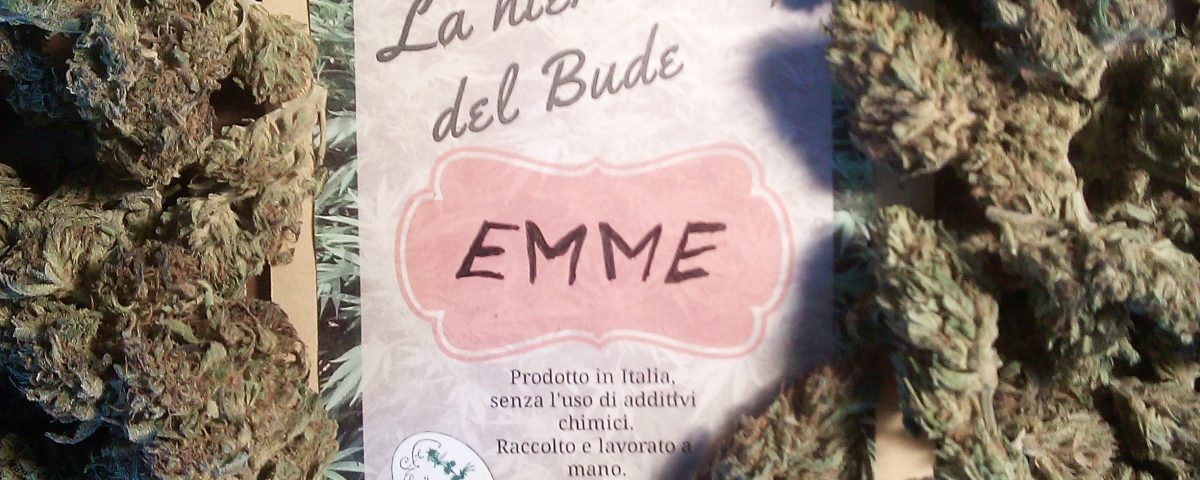 La
del Bude
EMME
Prodotto in Italia,
senza l'uso di additivi
chimici.
Raccolto e lavorato a
mano.